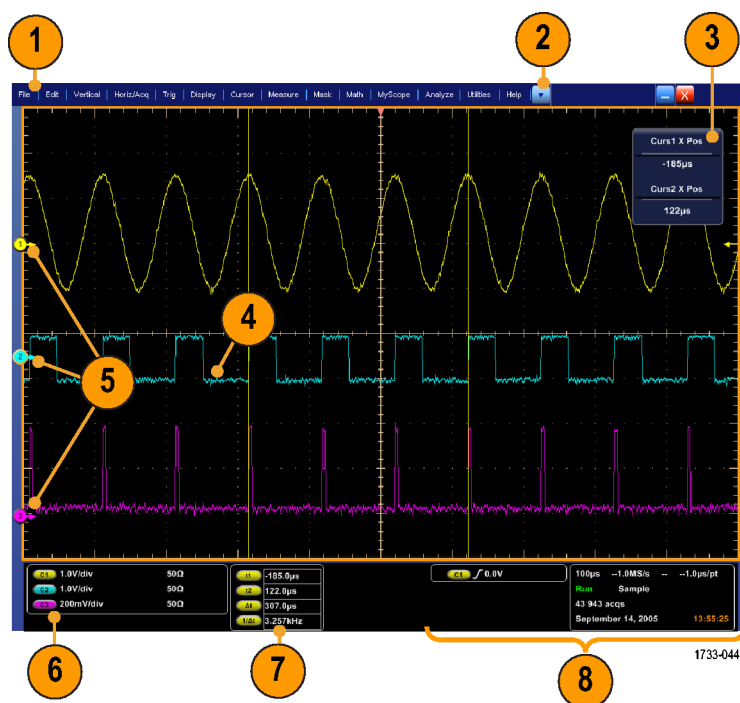 1
2
3
File Edit Vertical Horiz/Acq Trig Display Cursor Measure Mask Math MyScope Analyze Utilities Help
X
Curs1 X Pos
-185µs
Curs2 X Pos
122µs
1
4
2
5
3
C1 1.0V/div 50Ω
C2 1.0V/div 50Ω
C3 200mV/div 50Ω
t1 -185.0µs
t2 122.0µs
Δt 307.0µs
1/Δt 3.257kHz
C1 0.0V
100µs --1.0MS/s -- --1.0µs/pt
Run Sample
43 943 acqs
September 14, 2005 13:55:25
6
7
8
1733-044